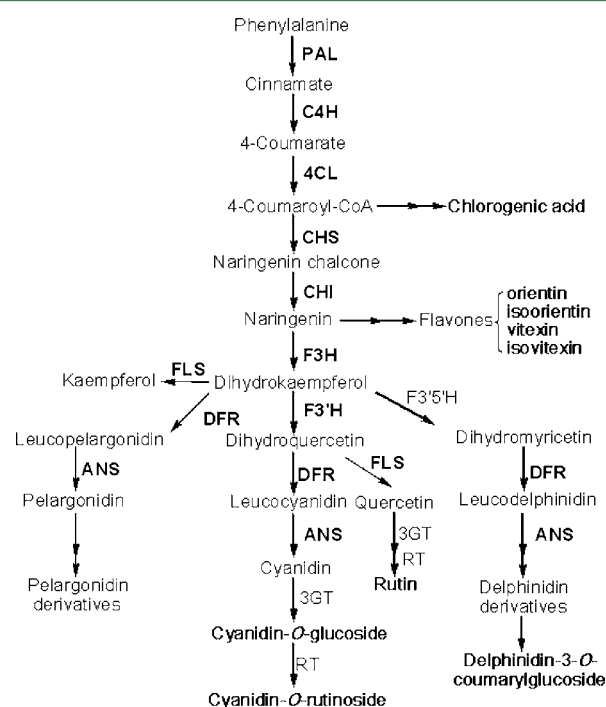 Phenylalanine
PAL
Cinnamate
C4H
4-Coumarate
4CL
4-Coumaroyl-CoA
Chlorogenic acid
CHS
Naringenin chalcone
CHI
Naringenin
Flavones
orientin
isoorientin
vitexin
isovitexin
F3H
Kaempferol
FLS
Dihydrokaempferol
DFR
F3'H
F3'5'H
Leucopelargonidin
Dihydroquercetin
Dihydromyricetin
ANS
DFR
FLS
DFR
Pelargonidin
Leucocyanidin
Quercetin
Leucodelphinidin
ANS
3GT
ANS
RT
Cyanidin
Rutin
Pelargonidin
derivatives
Delphinidin
derivatives
3GT
Cyanidin-O-glucoside
RT
Delphinidin-3-O-
coumarylglucoside
Cyanidin-O-rutinoside